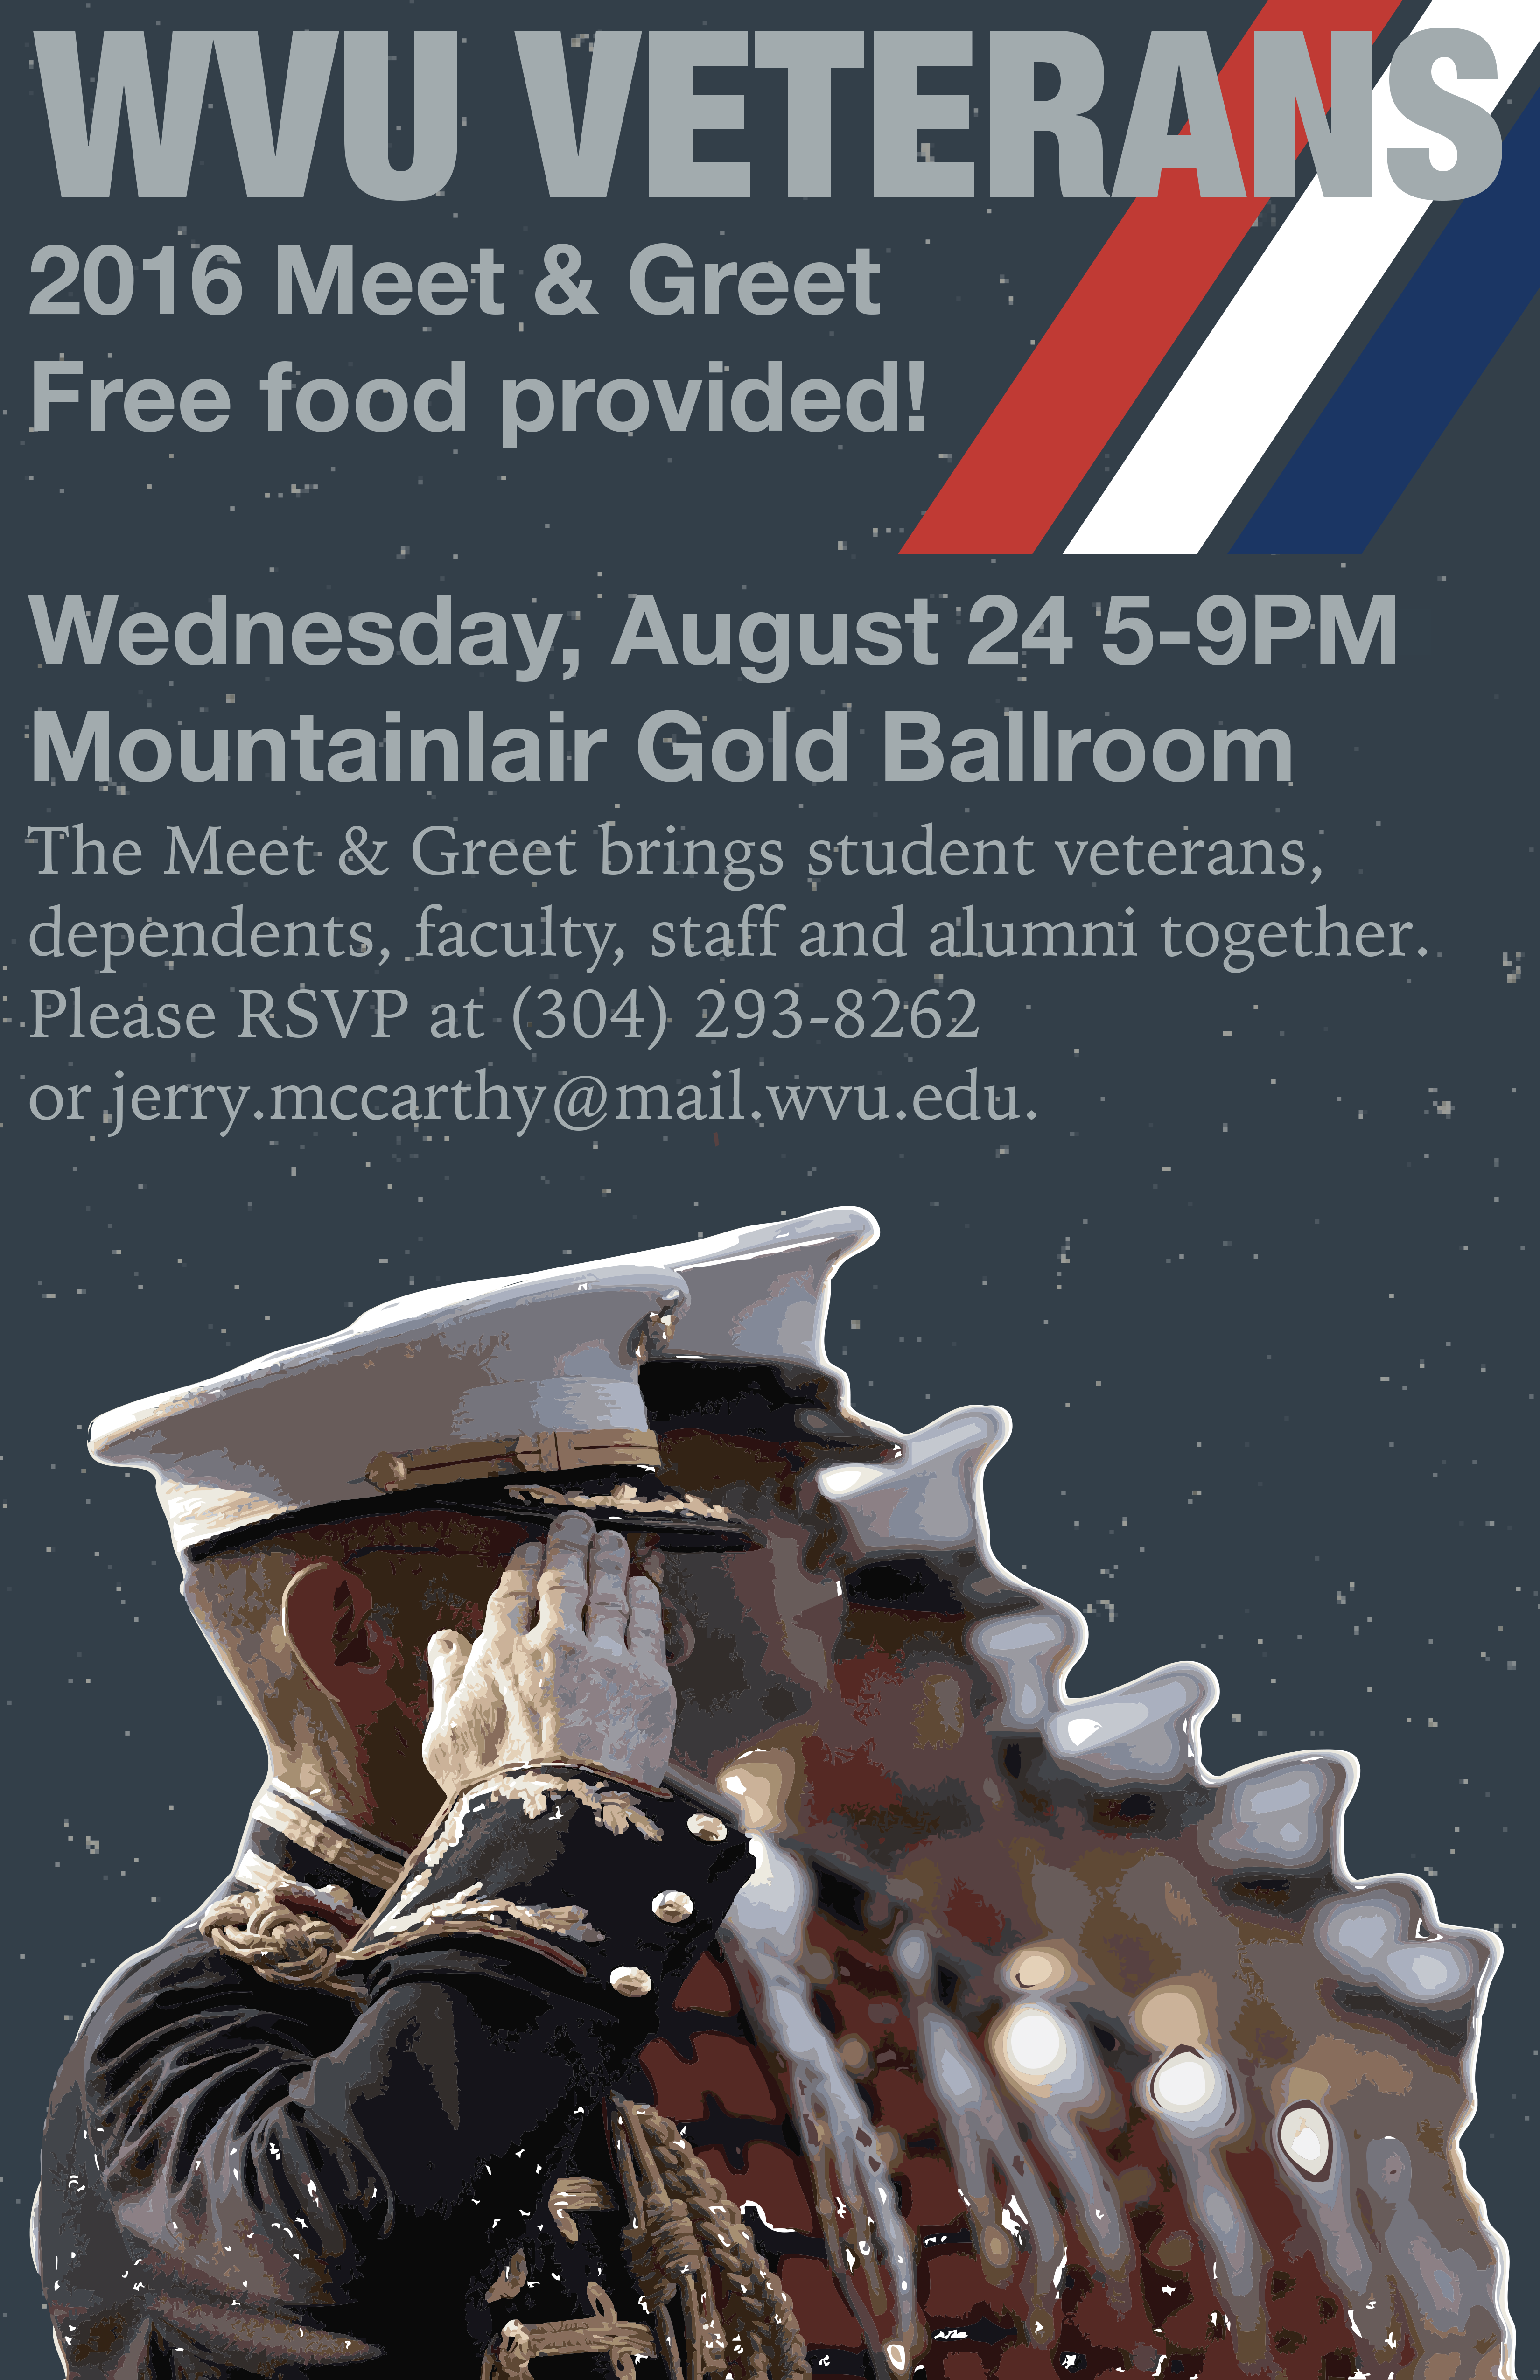 WVU VETERANS
2016 Meet & Greet
Free food provided!
Wednesday, August 24 5-9PM
Mountainlair Gold Ballroom
The Meet & Greet brings student veterans,
dependents, faculty, staff and alumni together.
Please RSVP at (304) 293-8262
or jerry.mccarthy@mail.wvu.edu.